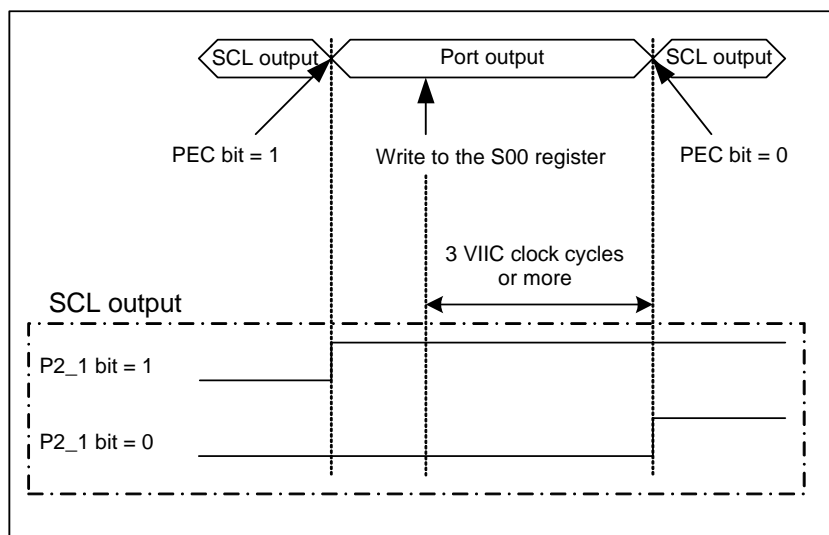 SCL output
Port output
SCL output
PEC bit = 1
Write to the S00 register
PEC bit = 0
3 VIIC clock cycles
or more
SCL output
P2_1 bit = 1
P2_1 bit = 0